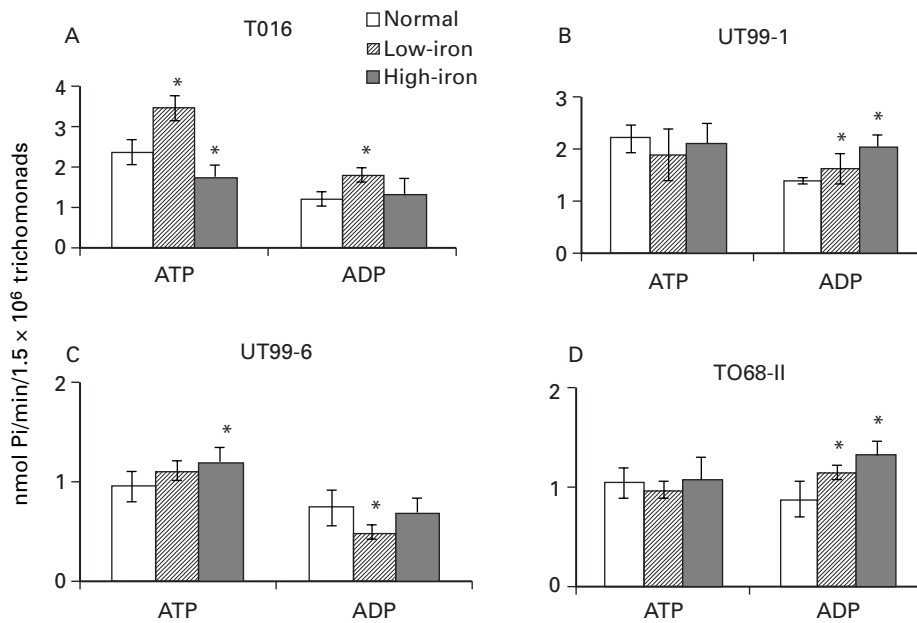 A
T016
Normal
Low-iron
High-iron
4
3
2
1
0
*
*
*
ATP
ADP
B
UT99-1
3
2
1
0
*
*
ATP
ADP
nmol Pi/min/1.5 × 10⁶ trichomonads
C
UT99-6
2
1
0
*
*
ATP
ADP
D
TO68-II
2
1
0
*
*
ATP
ADP